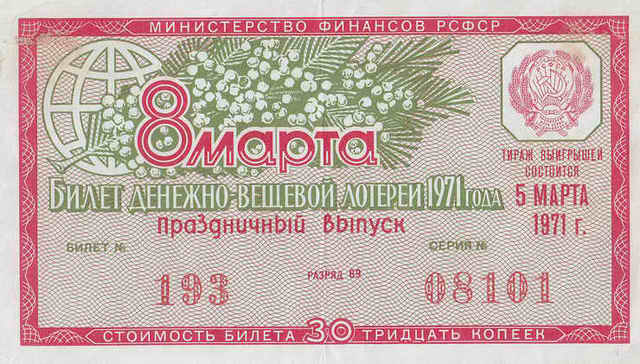 МИНИСТЕРСТВО ФИНАНСОВ РСФСР
8 МАРТА
БИЛЕТ ДЕНЕЖНО-ВЕЩЕВОЙ ЛОТЕРЕИ 1971 ГОДА
ПРАЗДНИЧНЫЙ ВЫПУСК
ТИРАЖ ВЫИГРЫШЕЙ
СОСТОИТСЯ
5 МАРТА
1971 г.
БИЛЕТ №
193
РАЗРЯД 69
СЕРИЯ №
08101
СТОИМОСТЬ БИЛЕТА 30 ТРИДЦАТЬ КОПЕЕК